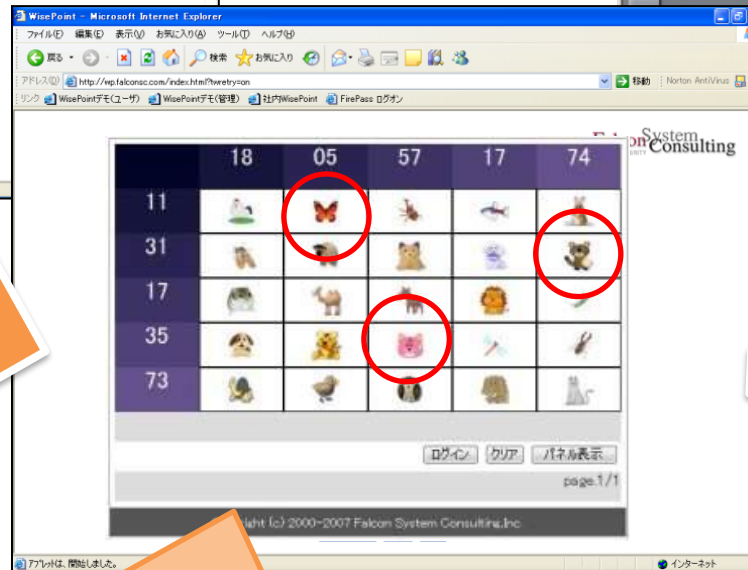 WisePoint - Microsoft Internet Explorer
ファイル(F) 編集(E) 表示(V) お気に入り(A) ツール(T) ヘルプ(H)
戻る 検索 お気に入り
アドレス(D) http://wp.falconsc.com/index.html?twretry=on 移動 Norton AntiVirus
リンク WisePointデモ(ユーザ) WisePointデモ(管理) 社内WisePoint FirePass ログオン
System
Consulting
18 05 57 17 74
11
31
17
35
73
ログイン クリア パネル表示
page.1/1
(c) 2000-2007 Falcon System Consulting,Inc
アプレットは、開始しました。 インターネット